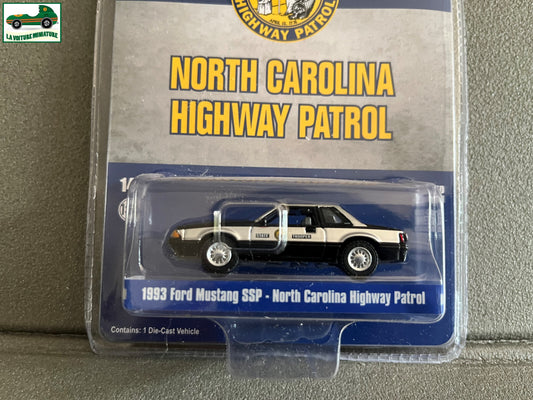 LA VOITURE MINIATURE
HIGHWAY PATROL
NORTH CAROLINA
HIGHWAY PATROL
STATE TROOPER
1993 Ford Mustang SSP - North Carolina Highway Patrol
Contains: 1 Die-Cast Vehicle